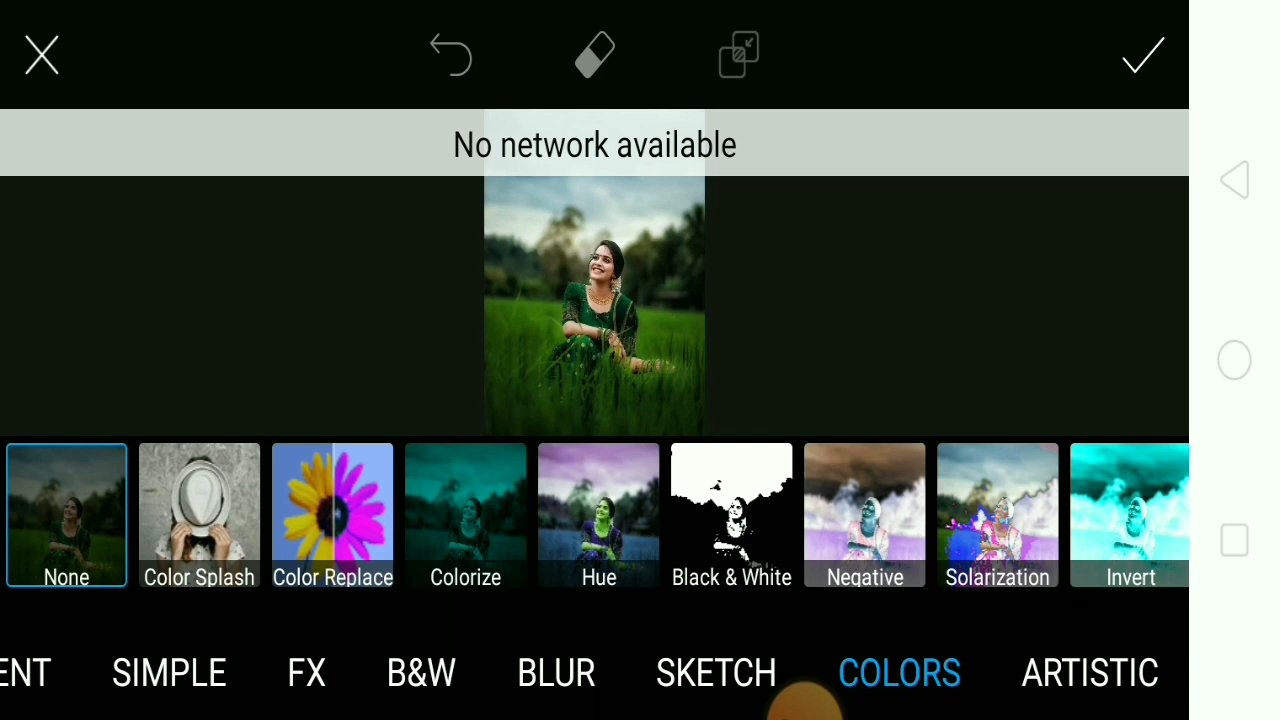 No network available
None
Color Splash
Color Replace
Colorize
Hue
Black & White
Negative
Solarization
Invert
ENT SIMPLE FX B&W BLUR SKETCH COLORS ARTISTIC